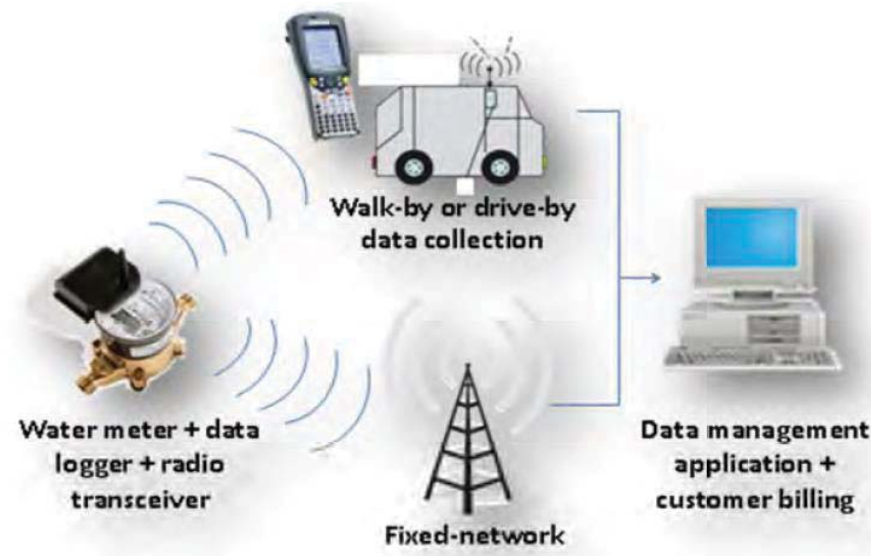 Walk-by or drive-by
data collection
Water meter + data
logger + radio
transceiver
Fixed-network
Data management
application +
customer billing